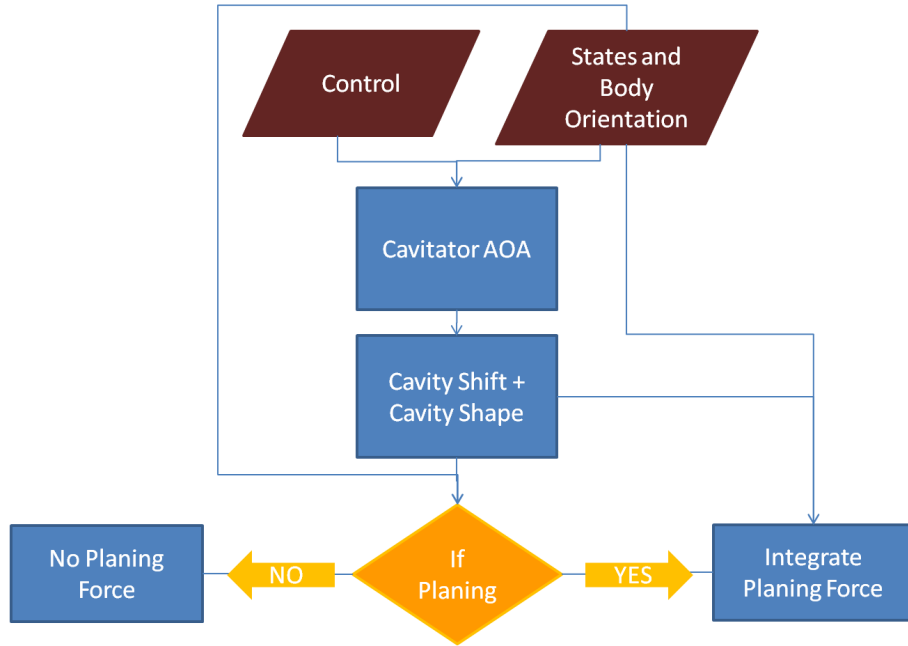 Control
States and
Body
Orientation
Cavitator AOA
Cavity Shift +
Cavity Shape
No Planing
Force
NO
If
Planing
YES
Integrate
Planing Force